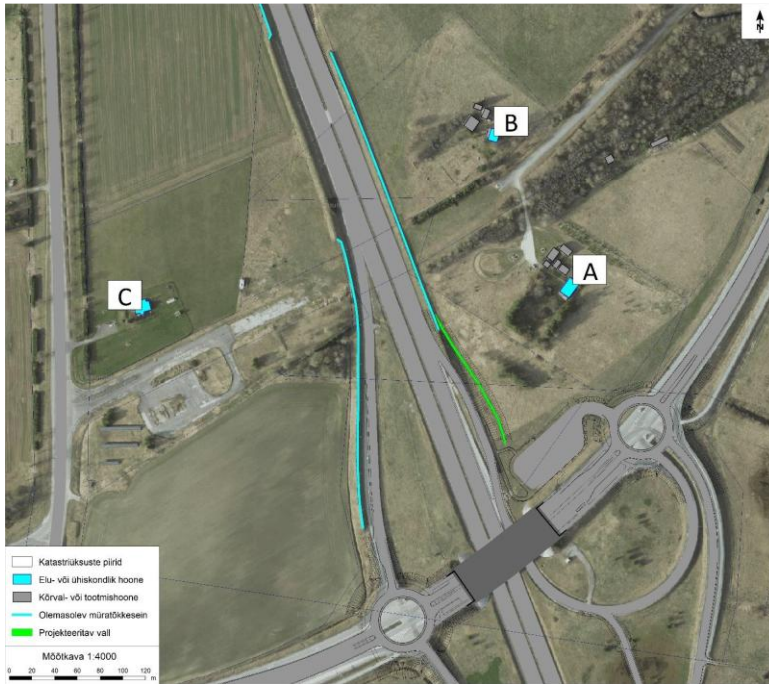 N
B
A
C
Katastriüksuste piirid
Elu- või ühiskondlik hoone
Kõrval- või tootmishoone
Olemasolev müratõkkesein
Projekteeritav vall
Mõõtkava 1:4000
0 20 40 60 80 100 120
m